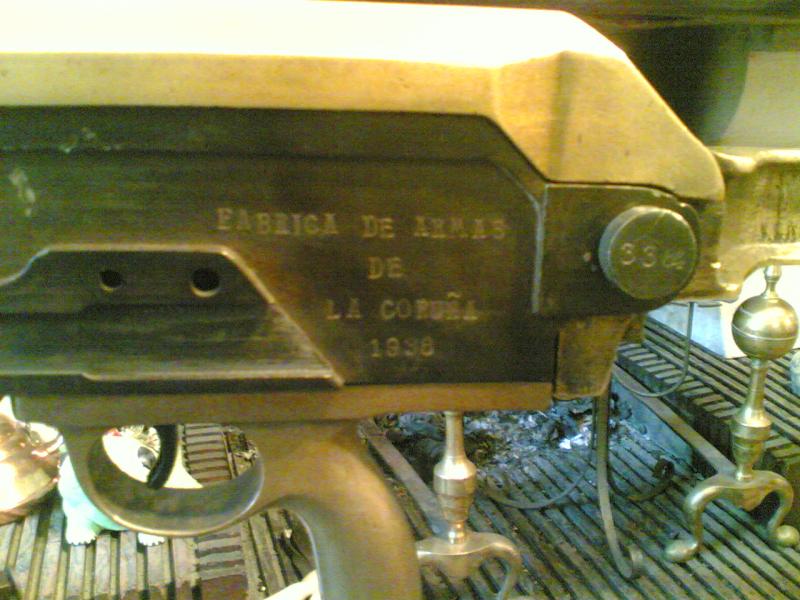 FABRICA DE ARMAS
DE
LA CORUÑA
1938